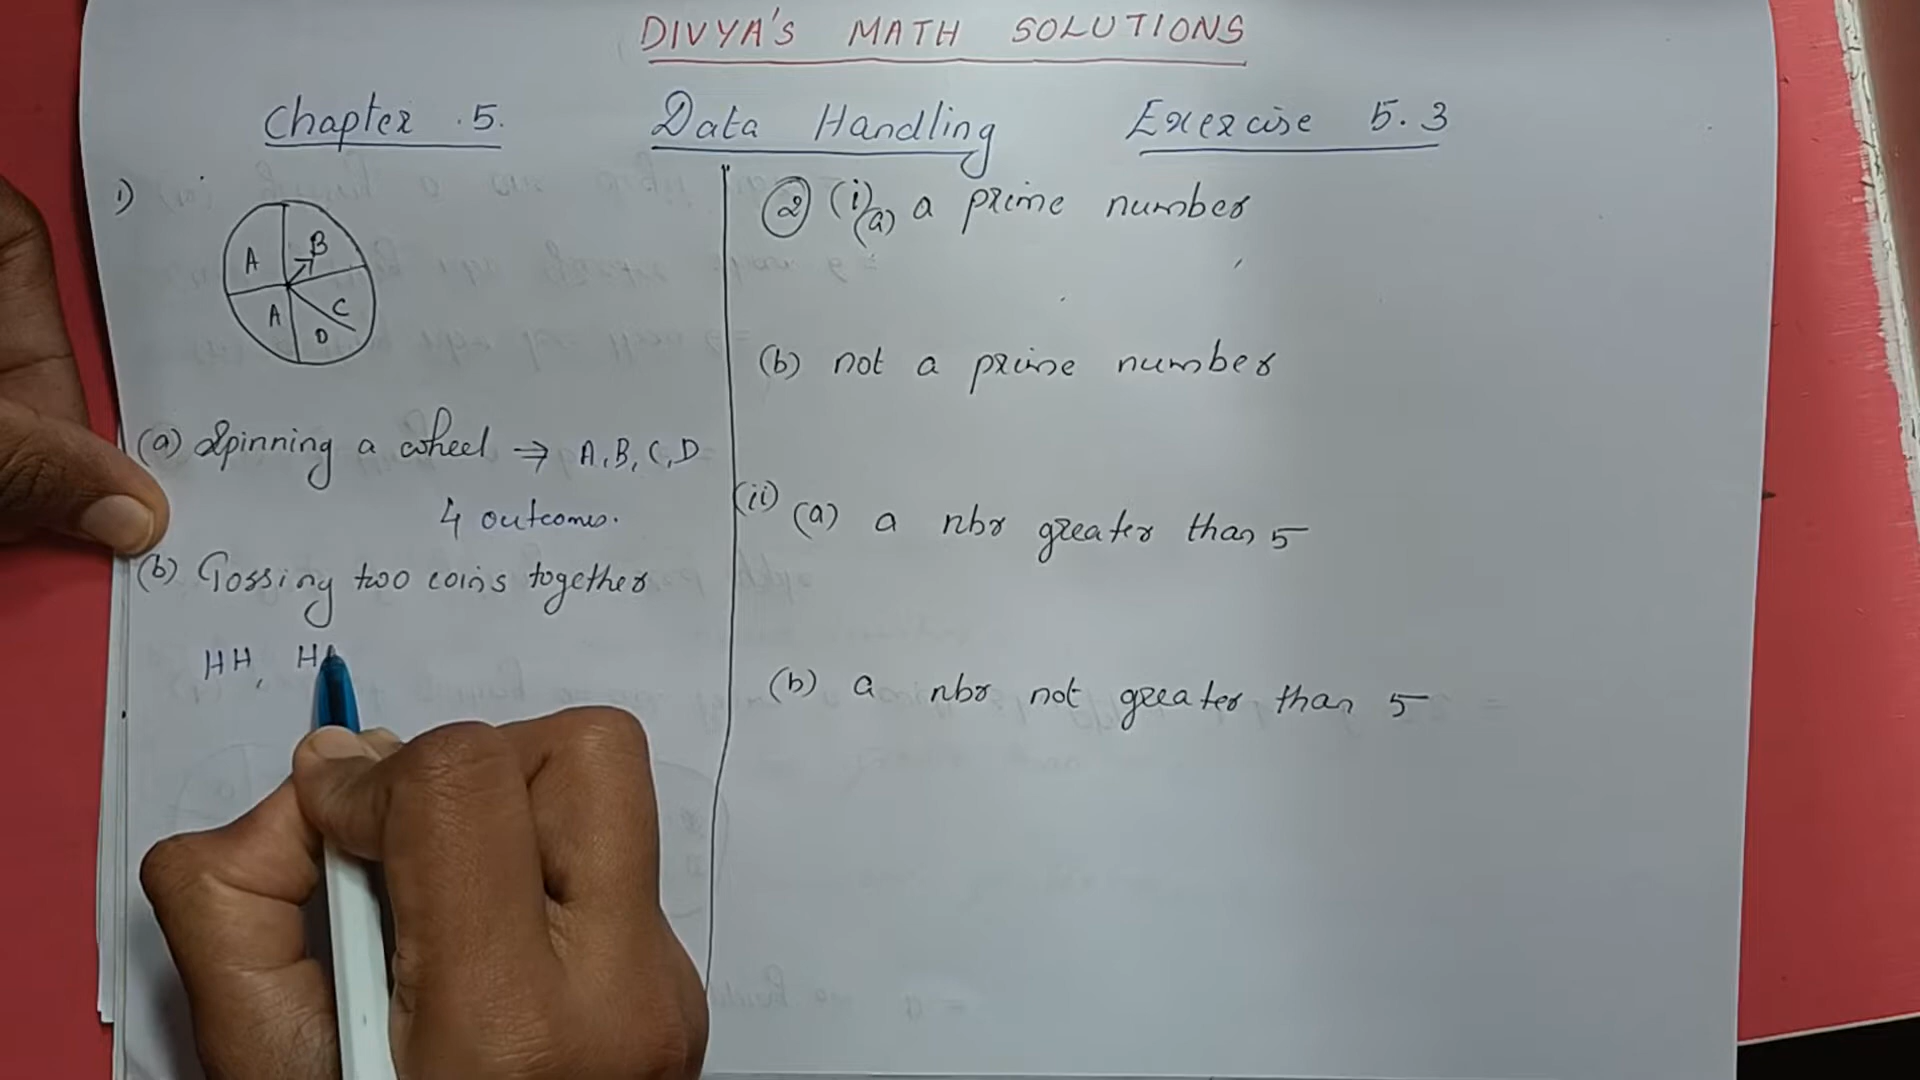 DIVYA'S MATH SOLUTIONS
Chapter 5. Data Handling Exercise 5.3
1)
A
B
A
C
D
(a) Spinning a wheel → A, B, C, D
4 outcomes.
(b) Tossing two coins together
HH, H
② (i) (a) a prime number
(b) not a prime number
(ii) (a) a nbr greater than 5
(b) a nbr not greater than 5